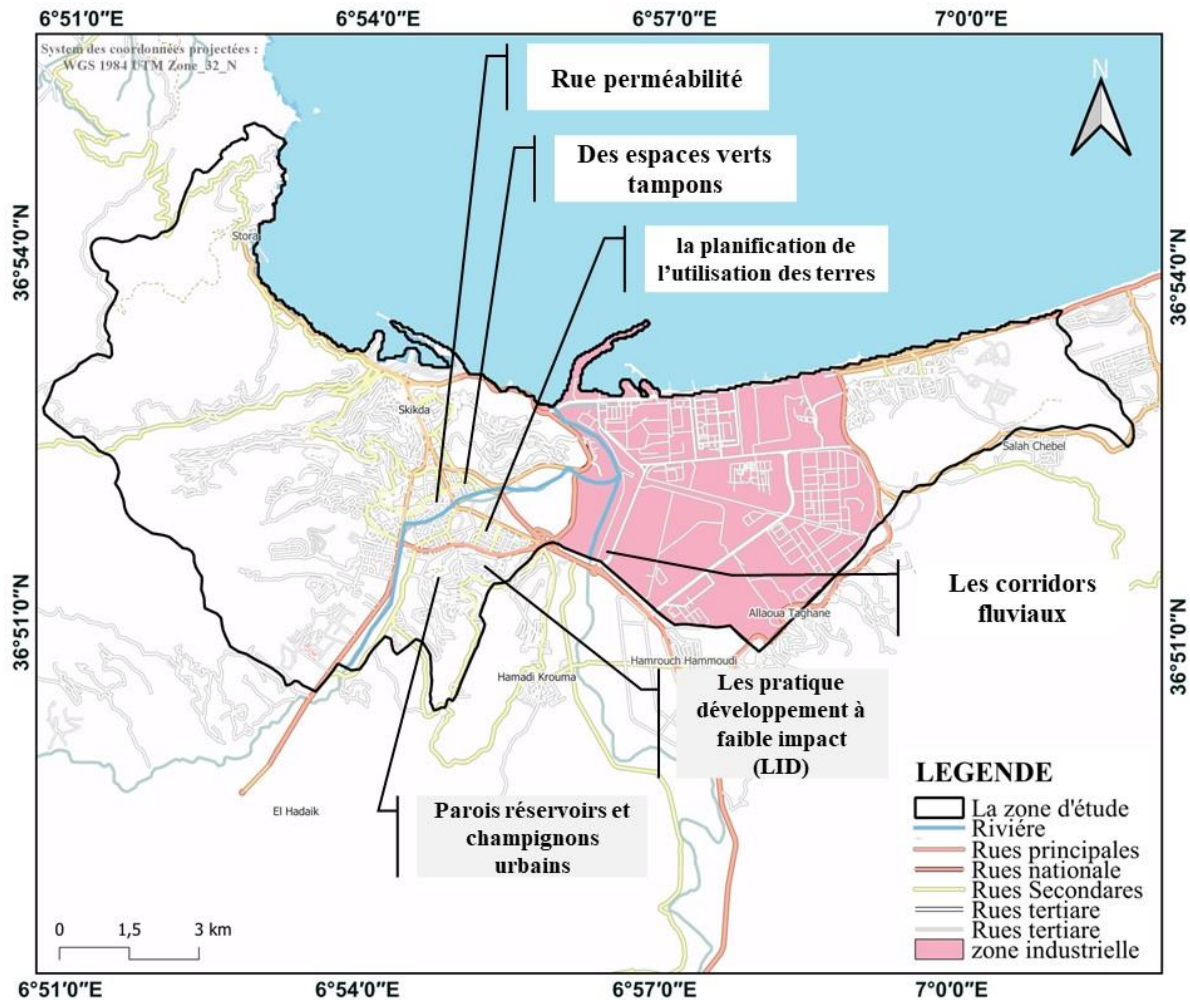 6°51'0"E 6°54'0"E 6°57'0"E 7°0'0"E
System des coordonnées projectées :
WGS 1984 UTM Zone_32_N
Rue perméabilité
N
Des espaces verts
tampons
36°54'0"N
Stora
la planification de
l'utilisation des terres
36°54'0"N
Skikda
Salah Chebel
36°51'0"N
Les corridors
fluviaux
36°51'0"N
Allaoua Taghane
Hamrouch Hammoudi
Hamadi Krouma
Les pratique
développement à
faible impact
(LID)
El Hadaik
Parois réservoirs et
champignons
urbains
LEGENDE
La zone d'étude
Riviére
Rues principales
Rues nationale
Rues Secondares
Rues tertiare
Rues tertiare
zone industrielle
0 1,5 3 km
6°51'0"E 6°54'0"E 6°57'0"E 7°0'0"E